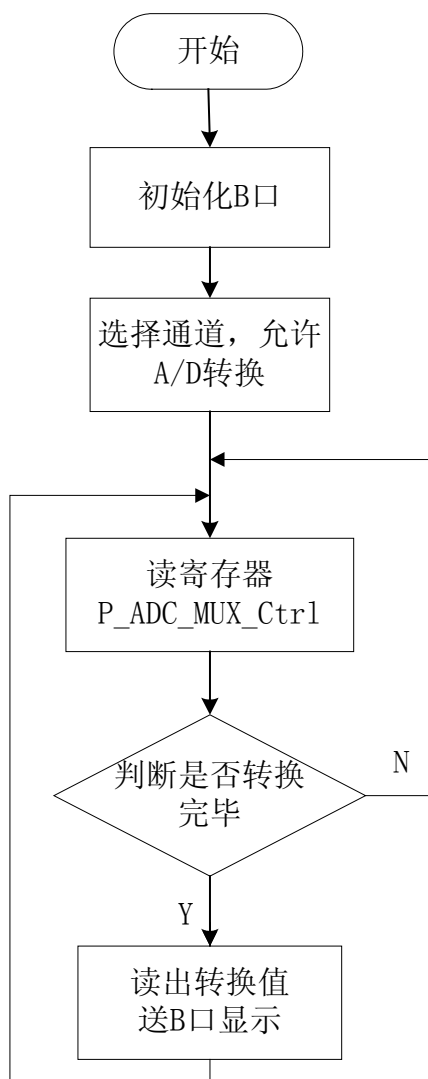 开始
初始化B口
选择通道，允许
A/D转换
读寄存器
P_ADC_MUX_Ctrl
判断是否转换
完毕
N
Y
读出转换值
送B口显示